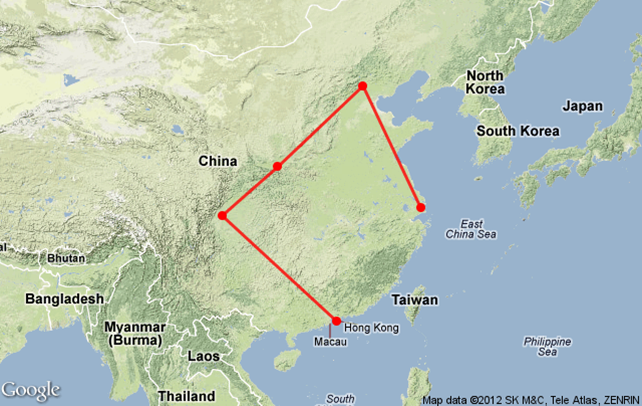 North
Korea
Japan
South Korea
China
East
China Sea
al
Bhutan
Bangladesh
Taiwan
Myanmar
(Burma)
Hong Kong
Macau
Laos
Philippine
Sea
Thailand
South
Google
Map data ©2012 SK M&C, Tele Atlas, ZENRIN